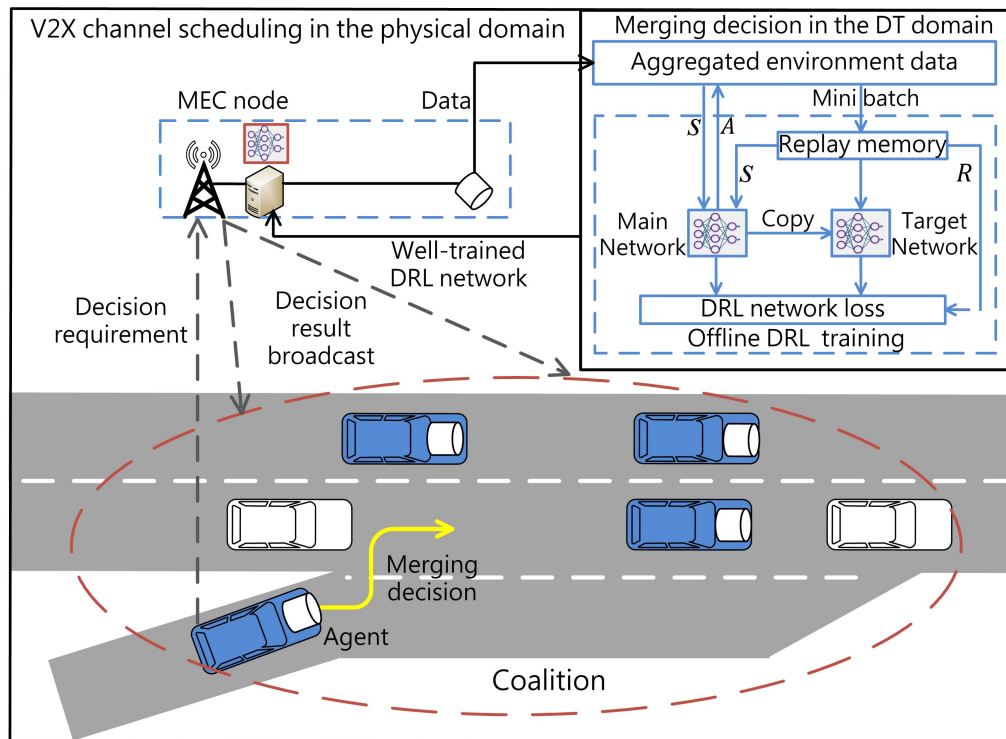 V2X channel scheduling in the physical domain
MEC node
Data
Well-trained
DRL network
Decision
requirement
Decision
result
broadcast
Merging decision in the DT domain
Aggregated environment data
Mini batch
S
A
Replay memory
S
R
Main
Network
Copy
Target
Network
DRL network loss
Offline DRL training
Merging
decision
Agent
Coalition